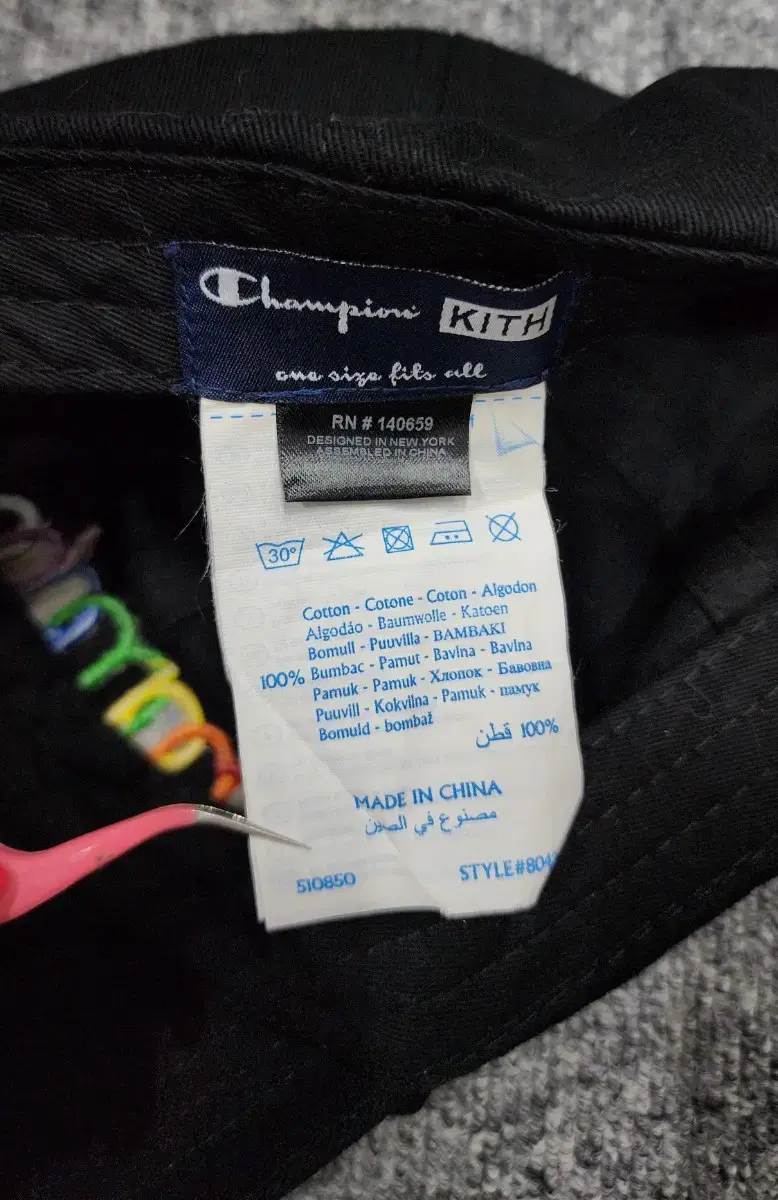 Champion KITH
one size fits all
RN # 140659
DESIGNED IN NEW YORK
ASSEMBLED IN CHINA
30°
Cotton - Cotone - Coton - Algodon
Algodão - Baumwolle - Katoen
Bomull - Puuvilla - BAMBAKI
100% Bumbac - Pamut - Bavlna - Bavlna
Pamuk - Pamuk - Хлопок - Бавовна
Puuvill - Kokvilna - Pamuk - памук
Bomuld - bombaž
100% قطن
MADE IN CHINA
مصنوع في الصين
510850 STYLE#804